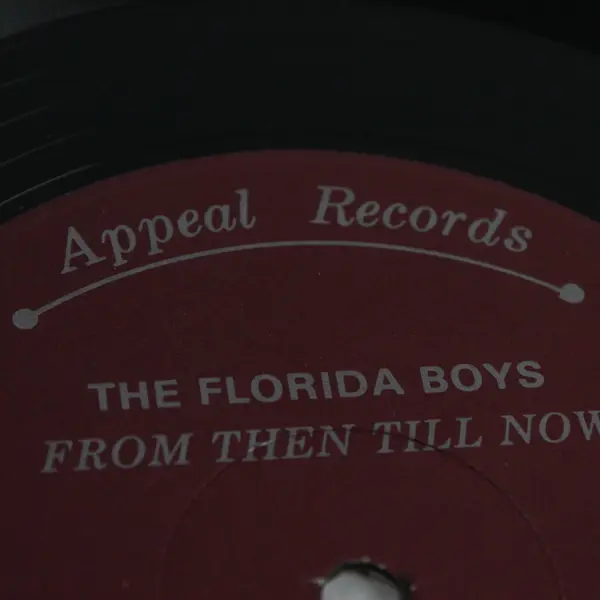 Appeal Records
THE FLORIDA BOYS
FROM THEN TILL NOW